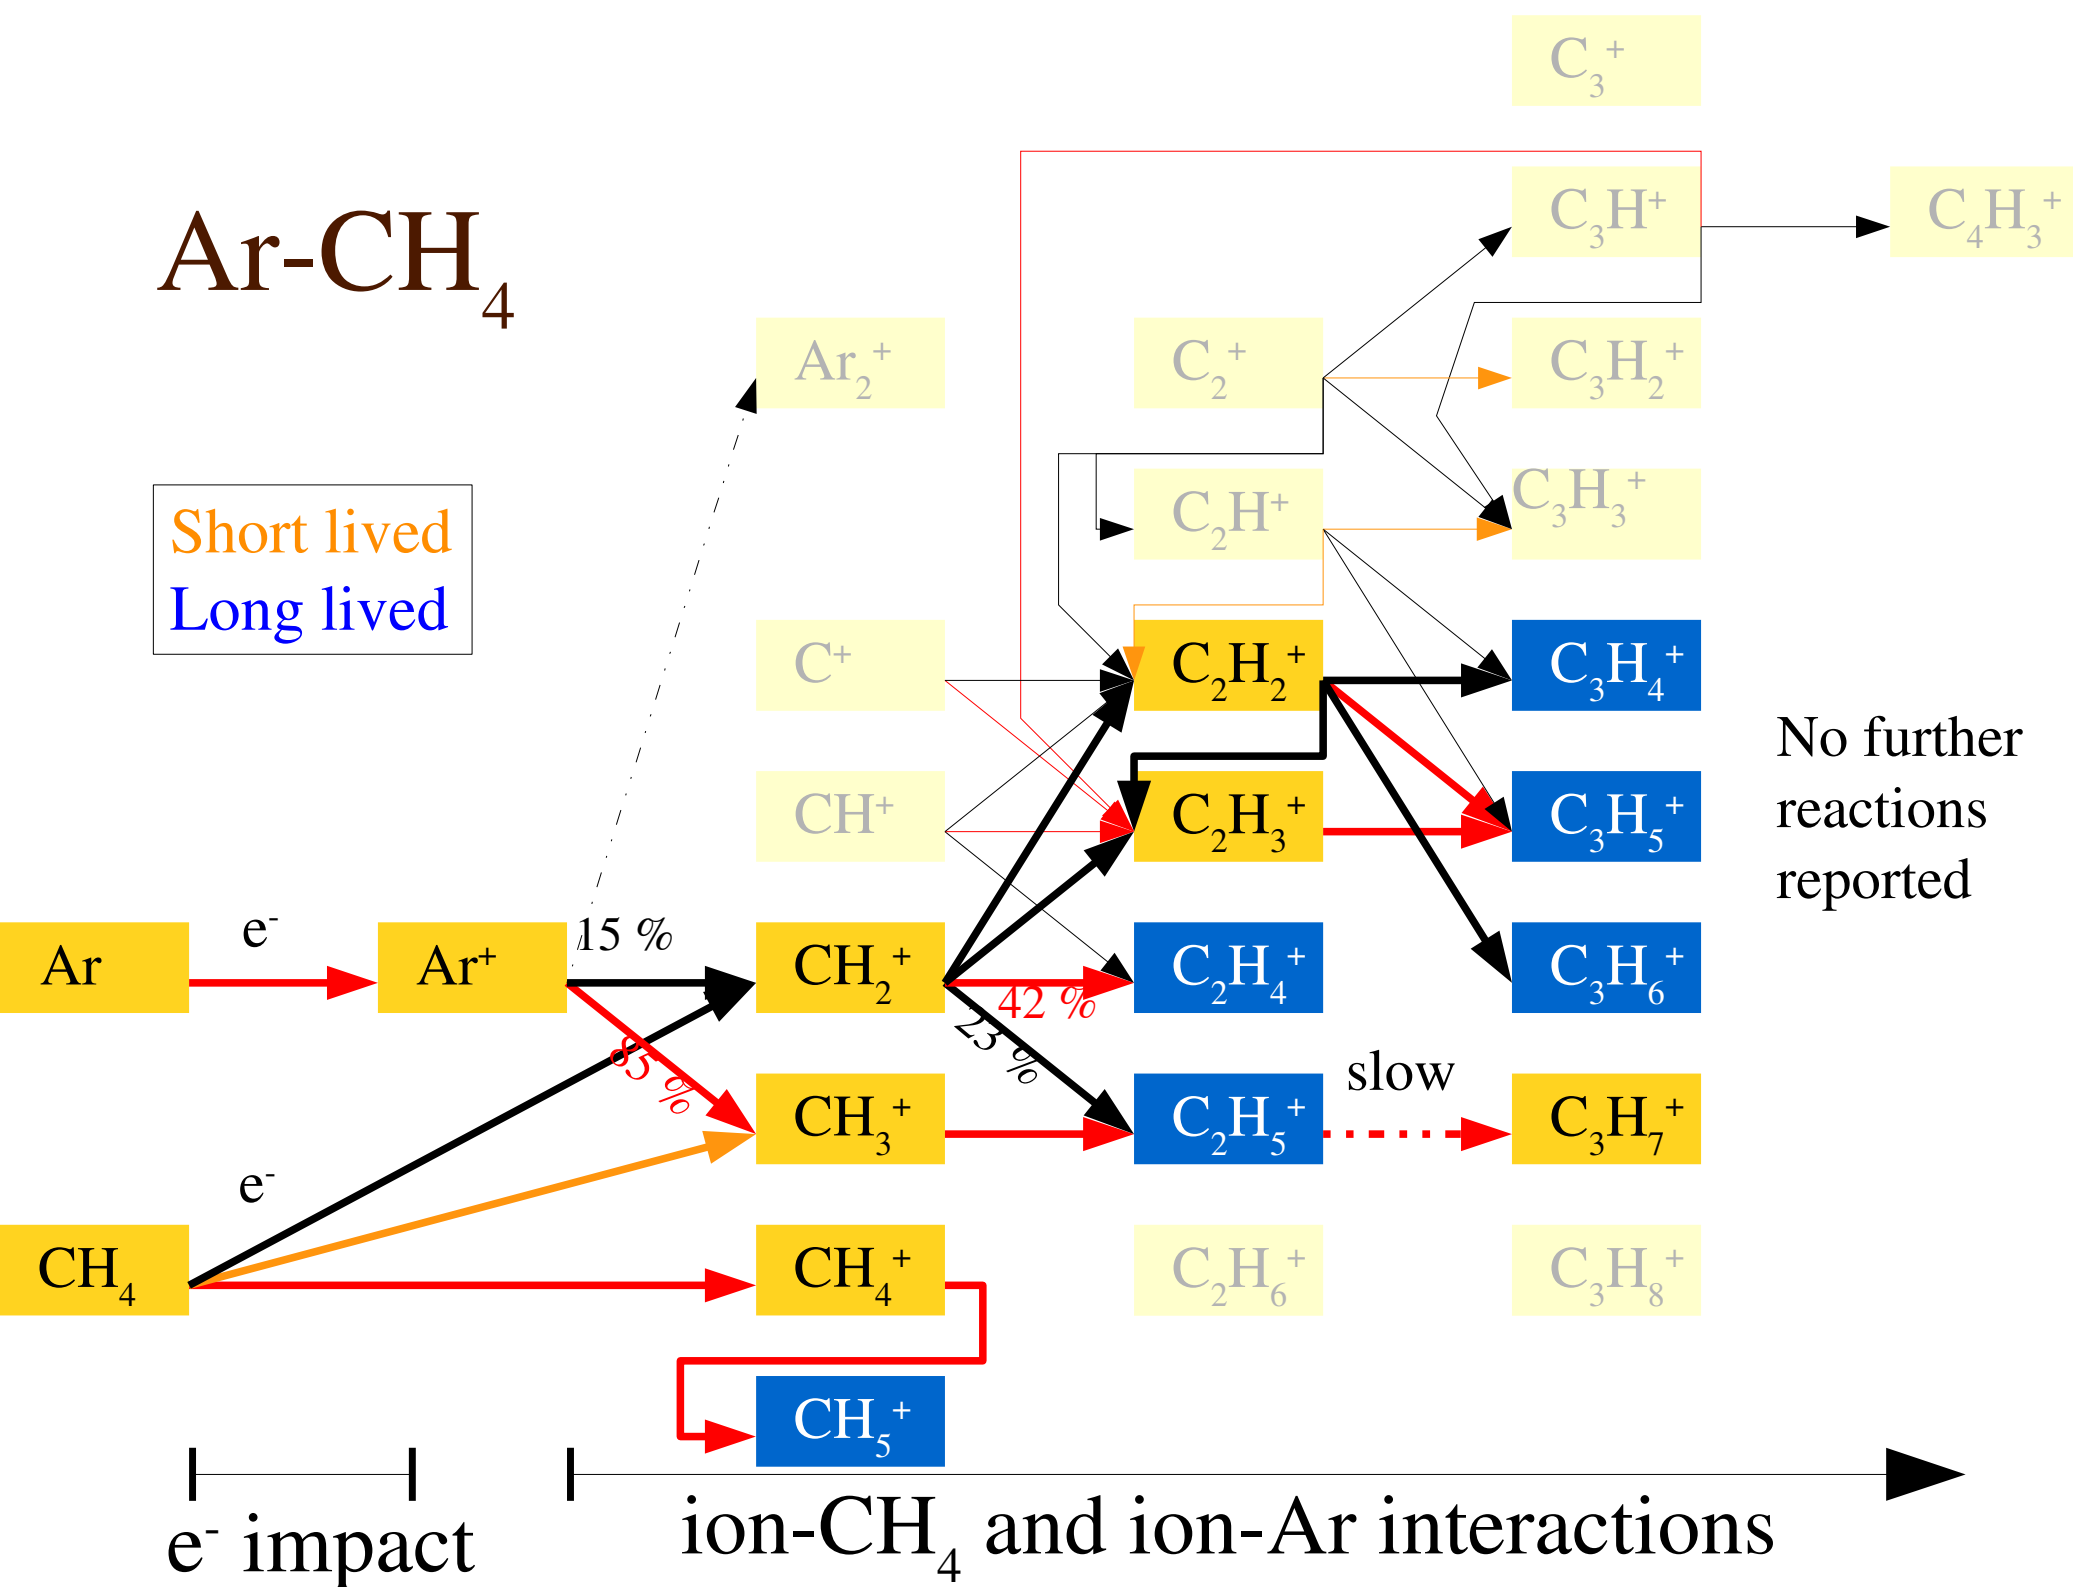 C₃⁺
C₃H⁺
C₄H₃⁺
Ar-CH₄
Ar₂⁺
C₂⁺
C₃H₂⁺
C₂H⁺
C₃H₃⁺
Short lived
Long lived
C⁺
C₂H₂⁺
C₃H₄⁺
No further
reactions
reported
CH⁺
C₂H₃⁺
C₃H₅⁺
Ar
e⁻
Ar⁺
15 %
CH₂⁺
42 %
23 %
C₂H₄⁺
C₃H₆⁺
85 %
CH₃⁺
C₂H₅⁺
slow
C₃H₇⁺
e⁻
CH₄
CH₄⁺
C₂H₆⁺
C₃H₈⁺
CH₅⁺
e⁻ impact
ion-CH₄ and ion-Ar interactions